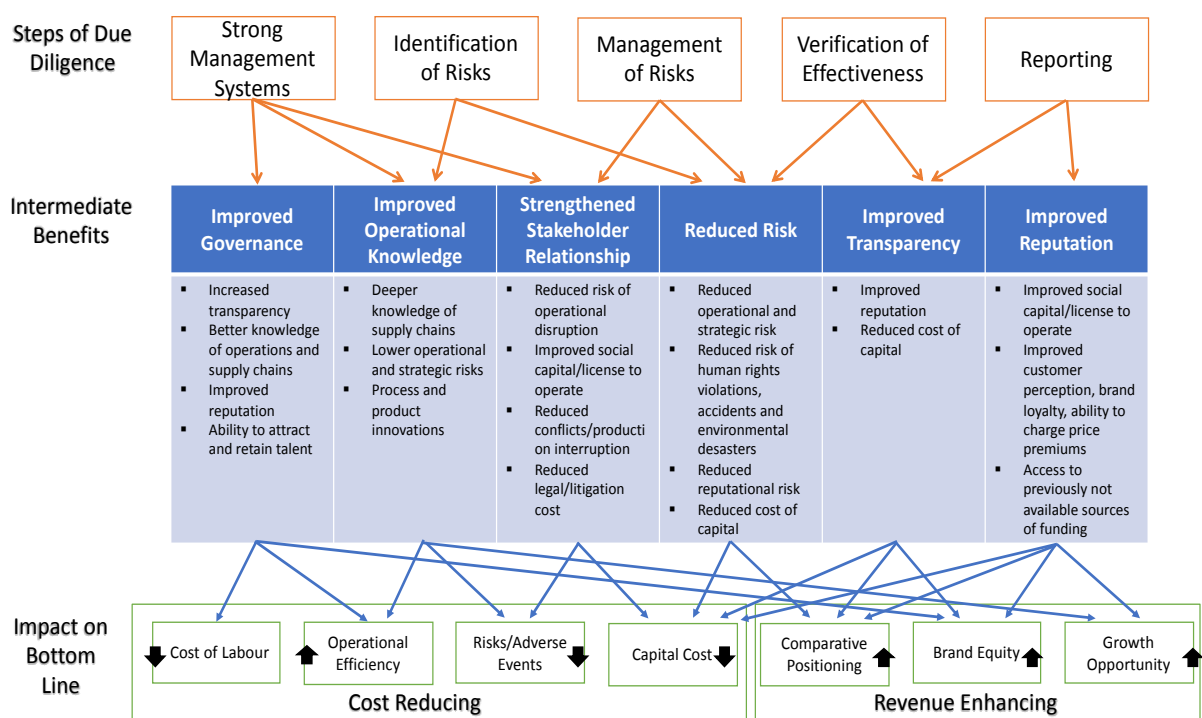 Steps of Due
Diligence
Strong
Management
Systems
Identification
of Risks
Management
of Risks
Verification of
Effectiveness
Reporting
Intermediate
Benefits
Improved
Governance
Improved
Operational
Knowledge
Strengthened
Stakeholder
Relationship
Reduced Risk
Improved
Transparency
Improved
Reputation
▪ Increased
transparency
▪ Better knowledge
of operations and
supply chains
▪ Improved
reputation
▪ Ability to attract
and retain talent
▪ Deeper
knowledge of
supply chains
▪ Lower operational
and strategic risks
▪ Process and
product
innovations
▪ Reduced risk of
operational
disruption
▪ Improved social
capital/license to
operate
▪ Reduced
conflicts/producti
on interruption
▪ Reduced
legal/litigation
cost
▪ Reduced
operational and
strategic risk
▪ Reduced risk of
human rights
violations,
accidents and
environmental
desasters
▪ Reduced
reputational risk
▪ Reduced cost of
capital
▪ Improved
reputation
▪ Reduced cost of
capital
▪ Improved social
capital/license to
operate
▪ Improved
customer
perception, brand
loyalty, ability to
charge price
premiums
▪ Access to
previously not
available sources
of funding
Impact on
Bottom
Line
Cost of Labour
Operational
Efficiency
Risks/Adverse
Events
Capital Cost
Comparative
Positioning
Brand Equity
Growth
Opportunity
Cost Reducing
Revenue Enhancing